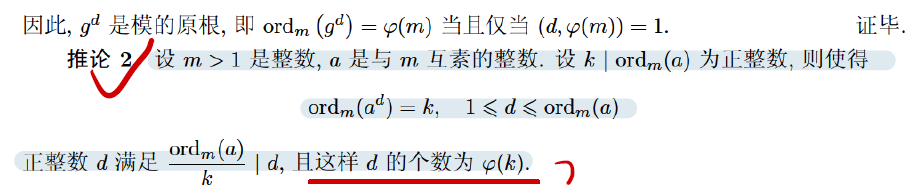 因此, g^d 是模的原根, 即 ord_m (g^d) = φ(m) 当且仅当 (d, φ(m)) = 1. 证毕.
推论 2 设 m > 1 是整数, a 是与 m 互素的整数. 设 k | ord_m(a) 为正整数, 则使得
ord_m(a^d) = k, 1 ⩽ d ⩽ ord_m(a)
正整数 d 满足 \frac{ord_m(a)}{k} | d, 且这样 d 的个数为 φ(k).